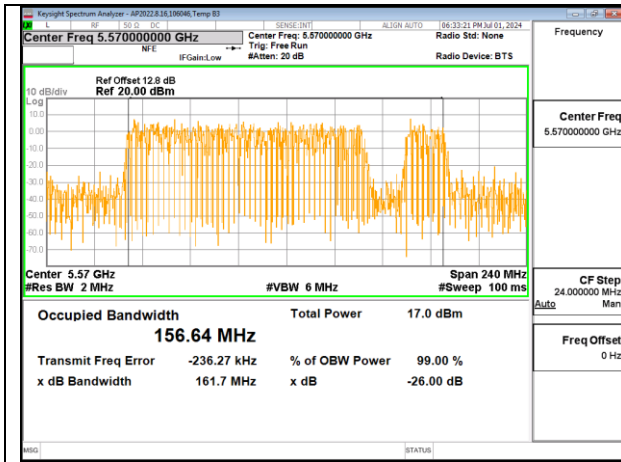 Keysight Spectrum Analyzer - AP2022.8.16,106046,Temp B3
L RF 50 Ω DC SENSE:INT ALIGN AUTO 06:33:21 PM Jul 01, 2024
Center Freq 5.570000000 GHz
NFE
IFGain:Low
Center Freq: 5.570000000 GHz
Trig: Free Run
#Atten: 20 dB
Radio Std: None
Radio Device: BTS
Frequency
Ref Offset 12.8 dB
10 dB/div Ref 20.00 dBm
Log
10.0
0.00
-10.0
-20.0
-30.0
-40.0
-50.0
-60.0
-70.0
Center 5.57 GHz Span 240 MHz
#Res BW 2 MHz #VBW 6 MHz #Sweep 100 ms
Occupied Bandwidth Total Power 17.0 dBm
156.64 MHz
Transmit Freq Error -236.27 kHz % of OBW Power 99.00 %
x dB Bandwidth 161.7 MHz x dB -26.00 dB
Center Freq
5.570000000 GHz
CF Step
24.000000 MHz
Auto Man
Freq Offset
0 Hz
MSG STATUS